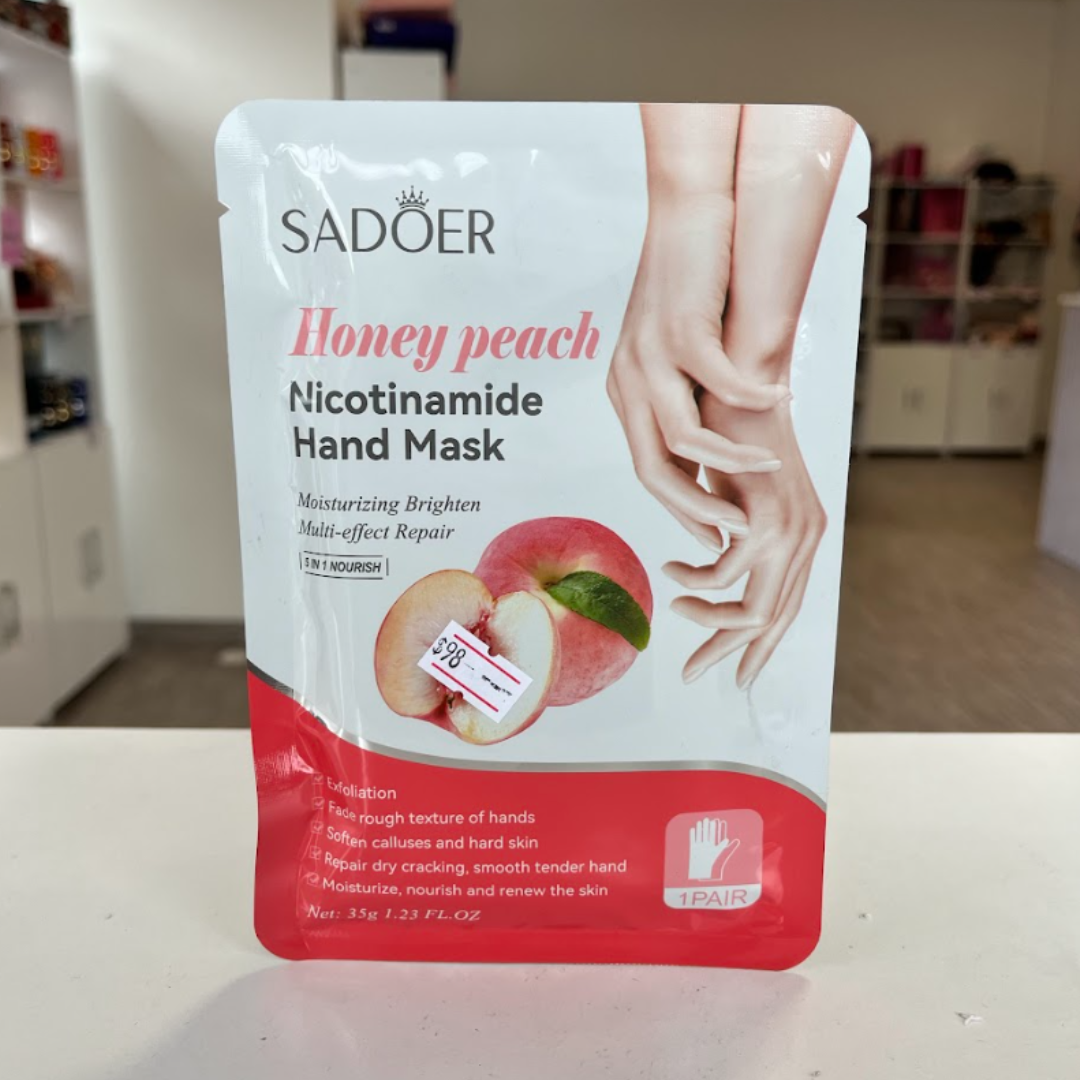 SADOER
Honey peach
Nicotinamide
Hand Mask
Moisturizing Brighten
Multi-effect Repair
5 IN 1 NOURISH
$98
Exfoliation
Fade rough texture of hands
Soften calluses and hard skin
Repair dry cracking, smooth tender hand
Moisturize, nourish and renew the skin
Net: 35g 1.23 FL.OZ
1PAIR